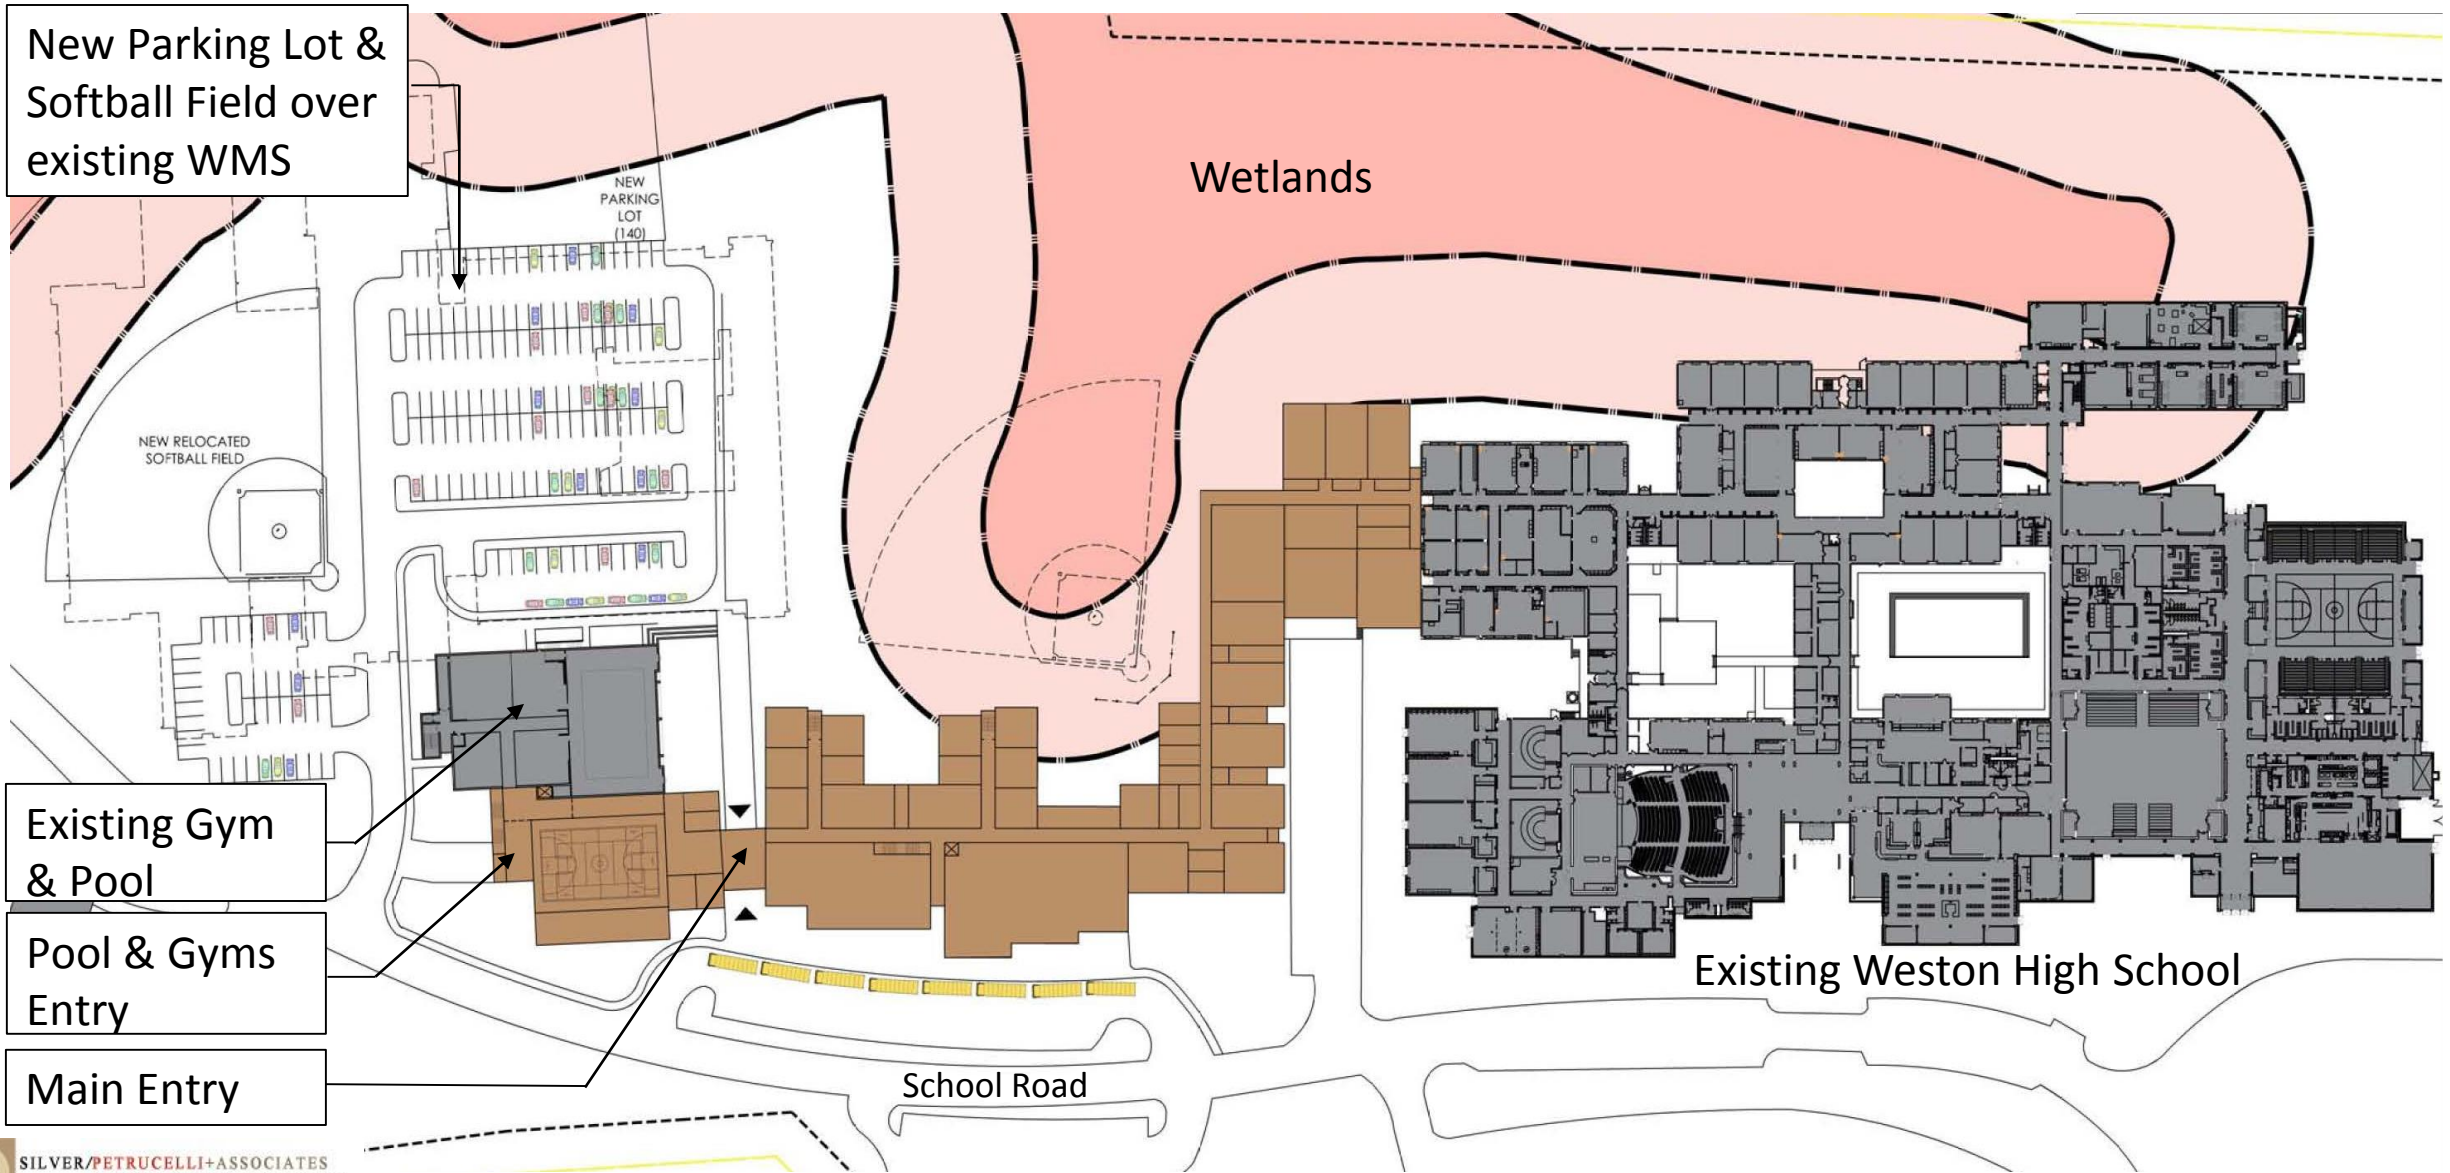 New Parking Lot &
Softball Field over
existing WMS
NEW
PARKING
LOT
(140)
Wetlands
NEW RELOCATED
SOFTBALL FIELD
Existing Gym
& Pool
Pool & Gyms
Entry
Main Entry
Existing Weston High School
School Road
SILVER/PETRUCELLI+ASSOCIATES